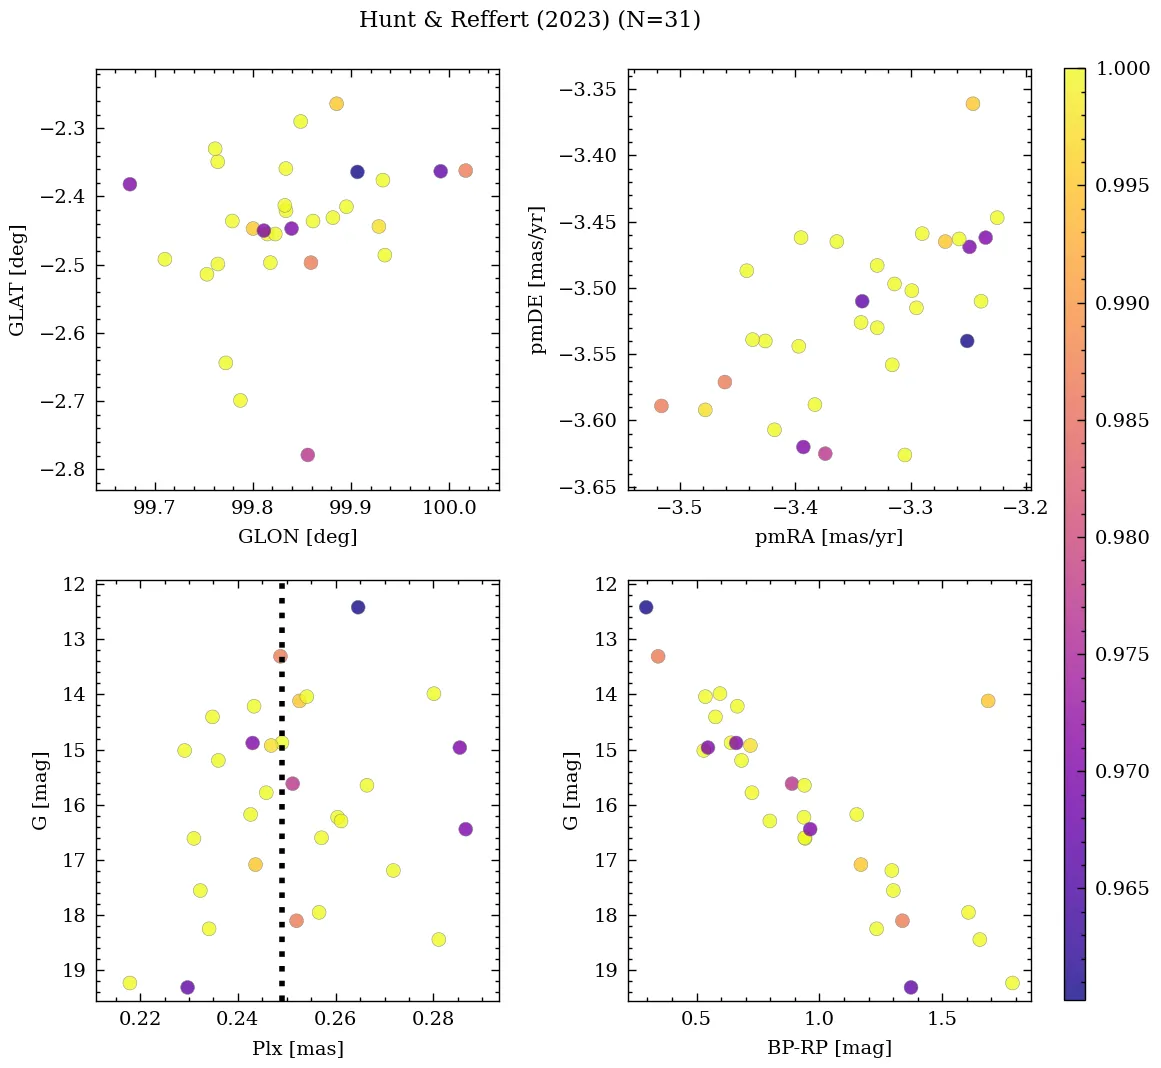 Hunt & Reffert (2023) (N=31)
−2.3
−2.4
−2.5
−2.6
−2.7
−2.8
GLAT [deg]
99.7 99.8 99.9 100.0
GLON [deg]
−3.35
−3.40
−3.45
−3.50
−3.55
−3.60
−3.65
pmDE [mas/yr]
−3.5 −3.4 −3.3 −3.2
pmRA [mas/yr]
12
13
14
15
16
17
18
19
G [mag]
0.22 0.24 0.26 0.28
Plx [mas]
12
13
14
15
16
17
18
19
G [mag]
0.5 1.0 1.5
BP-RP [mag]
1.000
0.995
0.990
0.985
0.980
0.975
0.970
0.965